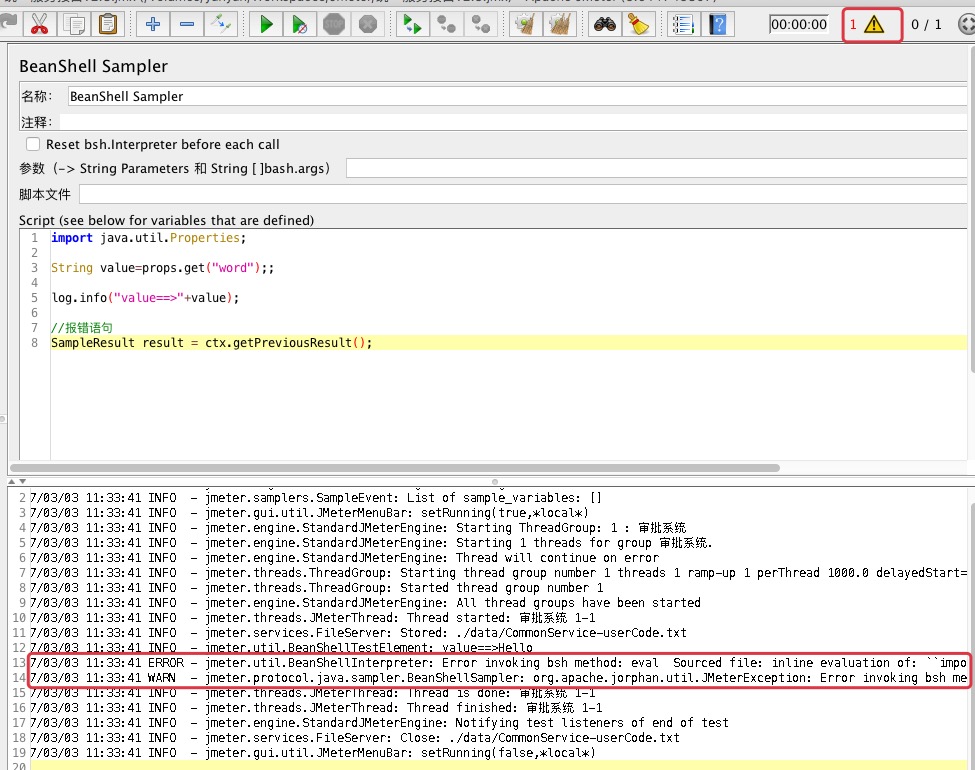 00:00:00 1 0 / 1
BeanShell Sampler
名称: BeanShell Sampler
注释:
Reset bsh.Interpreter before each call
参数 (-> String Parameters 和 String [ ]bash.args)
脚本文件
Script (see below for variables that are defined)
1 import java.util.Properties;
2
3 String value=props.get("word");;
4
5 log.info("value==>"+value);
6
7 //报错语句
8 SampleResult result = ctx.getPreviousResult();
2 7/03/03 11:33:41 INFO - jmeter.samplers.SampleEvent: List of sample_variables: []
3 7/03/03 11:33:41 INFO - jmeter.gui.util.JMeterMenuBar: setRunning(true,*local*)
4 7/03/03 11:33:41 INFO - jmeter.engine.StandardJMeterEngine: Starting ThreadGroup: 1 : 审批系统
5 7/03/03 11:33:41 INFO - jmeter.engine.StandardJMeterEngine: Starting 1 threads for group 审批系统.
6 7/03/03 11:33:41 INFO - jmeter.engine.StandardJMeterEngine: Thread will continue on error
7 7/03/03 11:33:41 INFO - jmeter.threads.ThreadGroup: Starting thread group number 1 threads 1 ramp-up 1 perThread 1000.0 delayedStart=
8 7/03/03 11:33:41 INFO - jmeter.threads.ThreadGroup: Started thread group number 1
9 7/03/03 11:33:41 INFO - jmeter.engine.StandardJMeterEngine: All thread groups have been started
10 7/03/03 11:33:41 INFO - jmeter.threads.JMeterThread: Thread started: 审批系统 1-1
11 7/03/03 11:33:41 INFO - jmeter.services.FileServer: Stored: ./data/CommonService-userCode.txt
12 7/03/03 11:33:41 INFO - jmeter.util.BeanShellTestElement: value==>Hello
13 7/03/03 11:33:41 ERROR - jmeter.util.BeanShellInterpreter: Error invoking bsh method: eval Sourced file: inline evaluation of: ``impo
14 7/03/03 11:33:41 WARN - jmeter.protocol.java.sampler.BeanShellSampler: org.apache.jorphan.util.JMeterException: Error invoking bsh me
15 7/03/03 11:33:41 INFO - jmeter.threads.JMeterThread: Thread is done: 审批系统 1-1
16 7/03/03 11:33:41 INFO - jmeter.threads.JMeterThread: Thread finished: 审批系统 1-1
17 7/03/03 11:33:41 INFO - jmeter.engine.StandardJMeterEngine: Notifying test listeners of end of test
18 7/03/03 11:33:41 INFO - jmeter.services.FileServer: Close: ./data/CommonService-userCode.txt
19 7/03/03 11:33:41 INFO - jmeter.gui.util.JMeterMenuBar: setRunning(false,*local*)
20